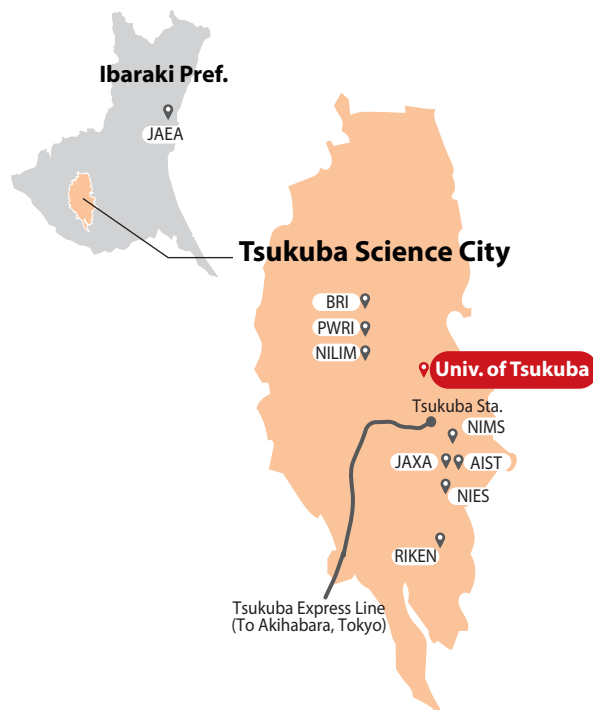 Ibaraki Pref.
JAEA
Tsukuba Science City
BRI
PWRI
NILIM
Univ. of Tsukuba
Tsukuba Sta.
NIMS
JAXA
AIST
NIES
RIKEN
Tsukuba Express Line
(To Akihabara, Tokyo)